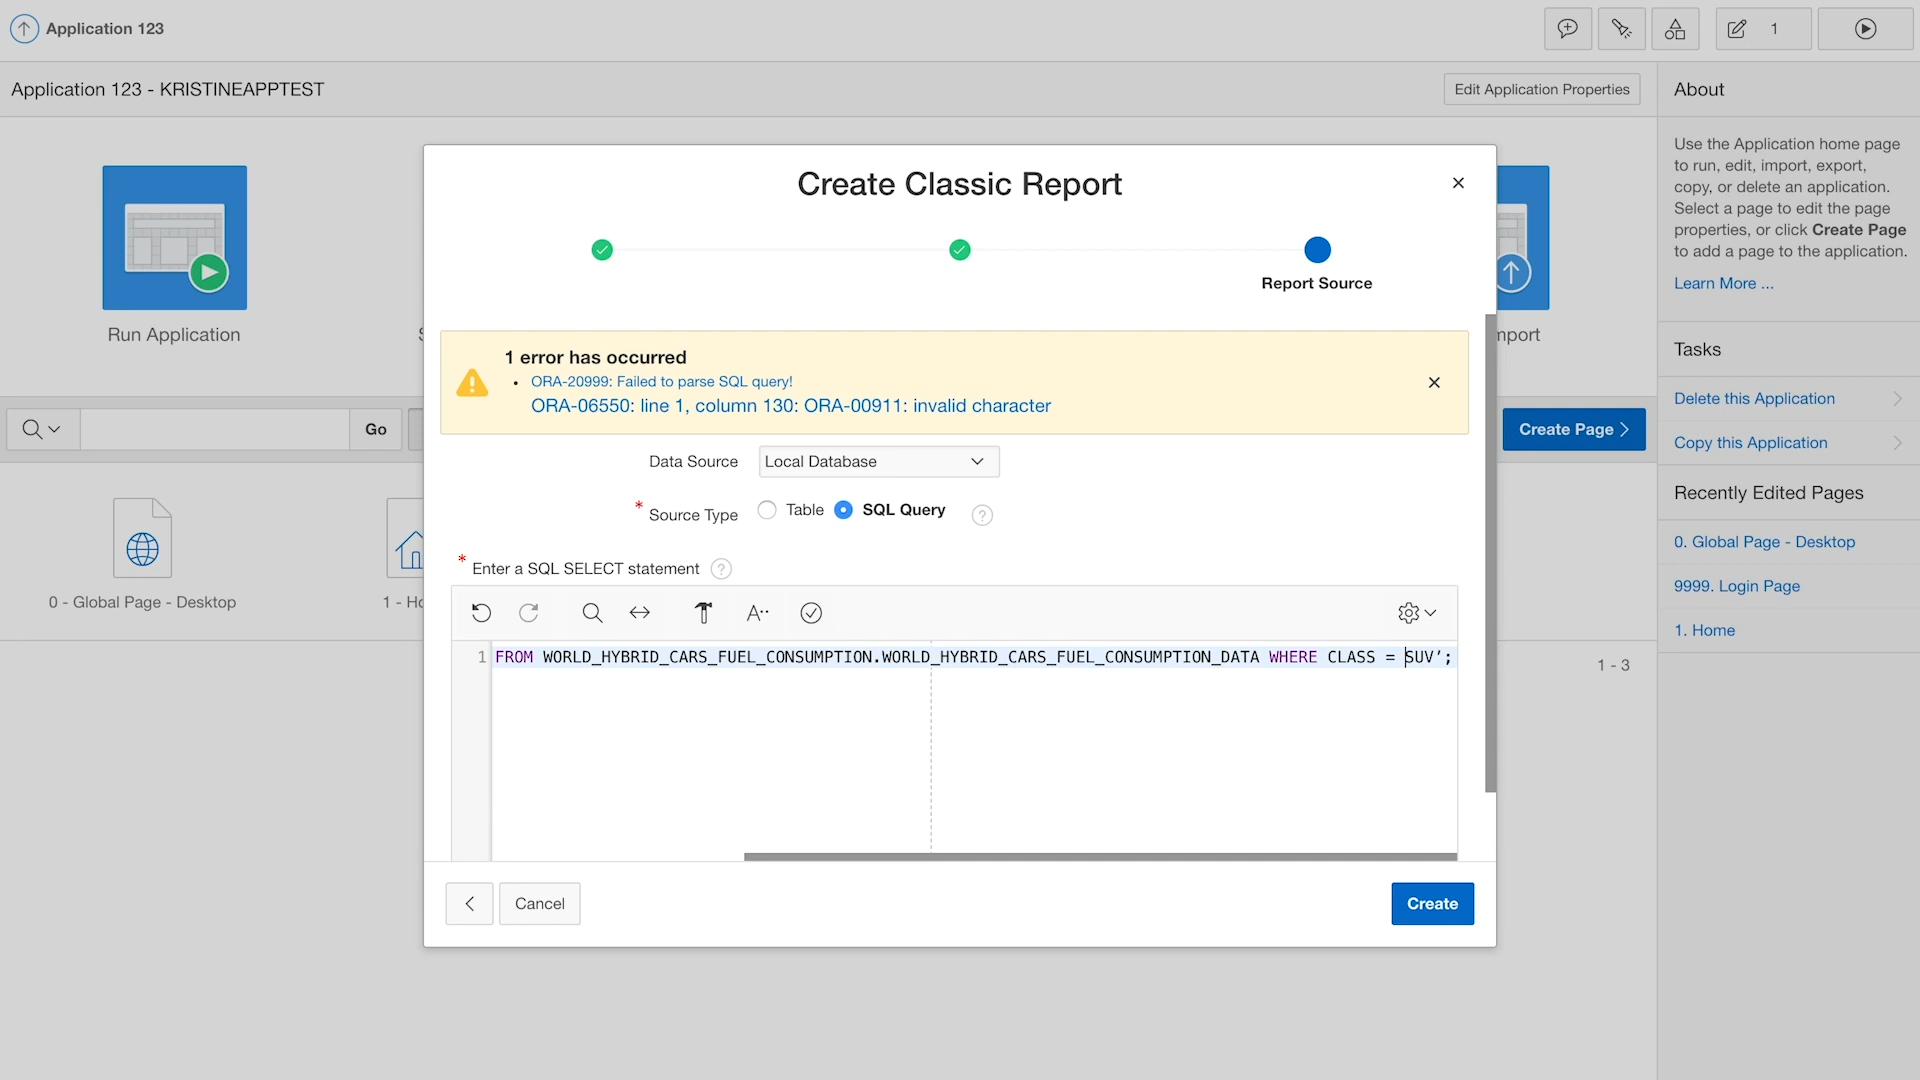 Application 123
1
Application 123 - KRISTINEAPPTEST
Edit Application Properties
About
Use the Application home page
to run, edit, import, export,
copy, or delete an application.
Select a page to edit the page
properties, or click Create Page
to add a page to the application.
Learn More ...
Create Classic Report
Report Source
Run Application
1 error has occurred
ORA-20999: Failed to parse SQL query!
ORA-06550: line 1, column 130: ORA-00911: invalid character
Tasks
Delete this Application
Copy this Application
Go
Create Page
Data Source
Local Database
Source Type
Table
SQL Query
Recently Edited Pages
0. Global Page - Desktop
9999. Login Page
1. Home
Enter a SQL SELECT statement
0 - Global Page - Desktop
1 FROM WORLD_HYBRID_CARS_FUEL_CONSUMPTION.WORLD_HYBRID_CARS_FUEL_CONSUMPTION_DATA WHERE CLASS = SUV’;
1 - 3
Cancel
Create